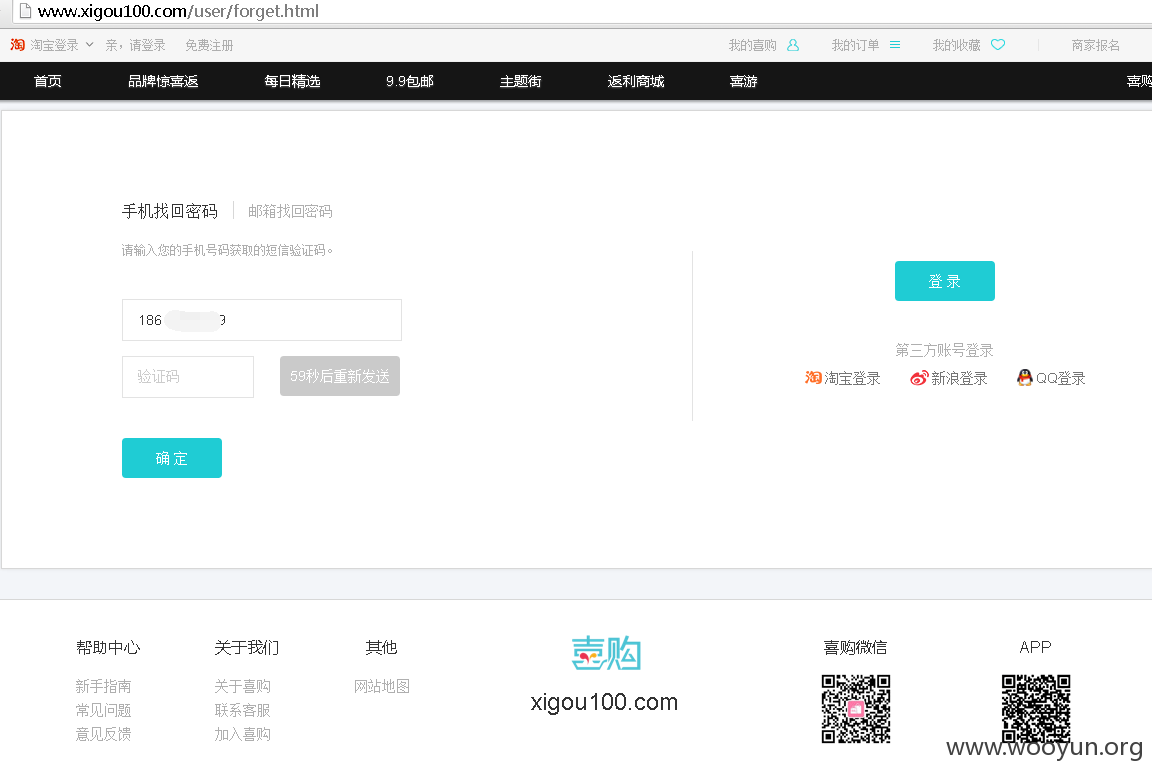 www.xigou100.com/user/forget.html
淘 淘宝登录 亲，请登录 免费注册 我的喜购 我的订单 我的收藏 商家报名
首页 品牌惊喜返 每日精选 9.9包邮 主题街 返利商城 喜游 喜购
手机找回密码 邮箱找回密码
请输入您的手机号码获取的短信验证码。
186 9
验证码 59秒后重新发送
确 定
登 录
第三方账号登录
淘 淘宝登录 新浪登录 QQ登录
帮助中心 关于我们 其他
新手指南 关于喜购 网站地图
常见问题 联系客服
意见反馈 加入喜购
喜购
xigou100.com
喜购微信 APP
www.wooyun.org